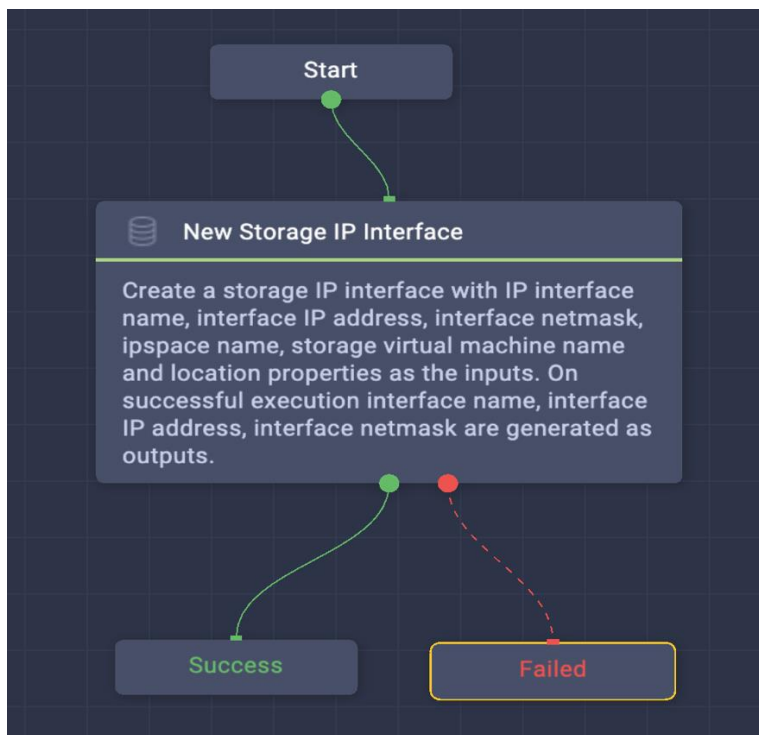 Start
New Storage IP Interface
Create a storage IP interface with IP interface
name, interface IP address, interface netmask,
ipspace name, storage virtual machine name
and location properties as the inputs. On
successful execution interface name, interface
IP address, interface netmask are generated as
outputs.
Success
Failed